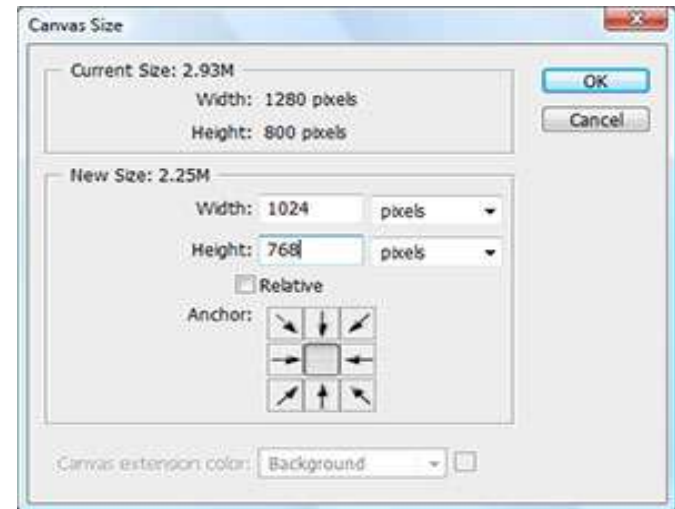 Canvas Size
Current Size: 2.93M
Width: 1280 pixels
Height: 800 pixels
OK
Cancel
New Size: 2.25M
Width: 1024 pixels
Height: 768 pixels
Relative
Anchor:
Canvas extension color: Background